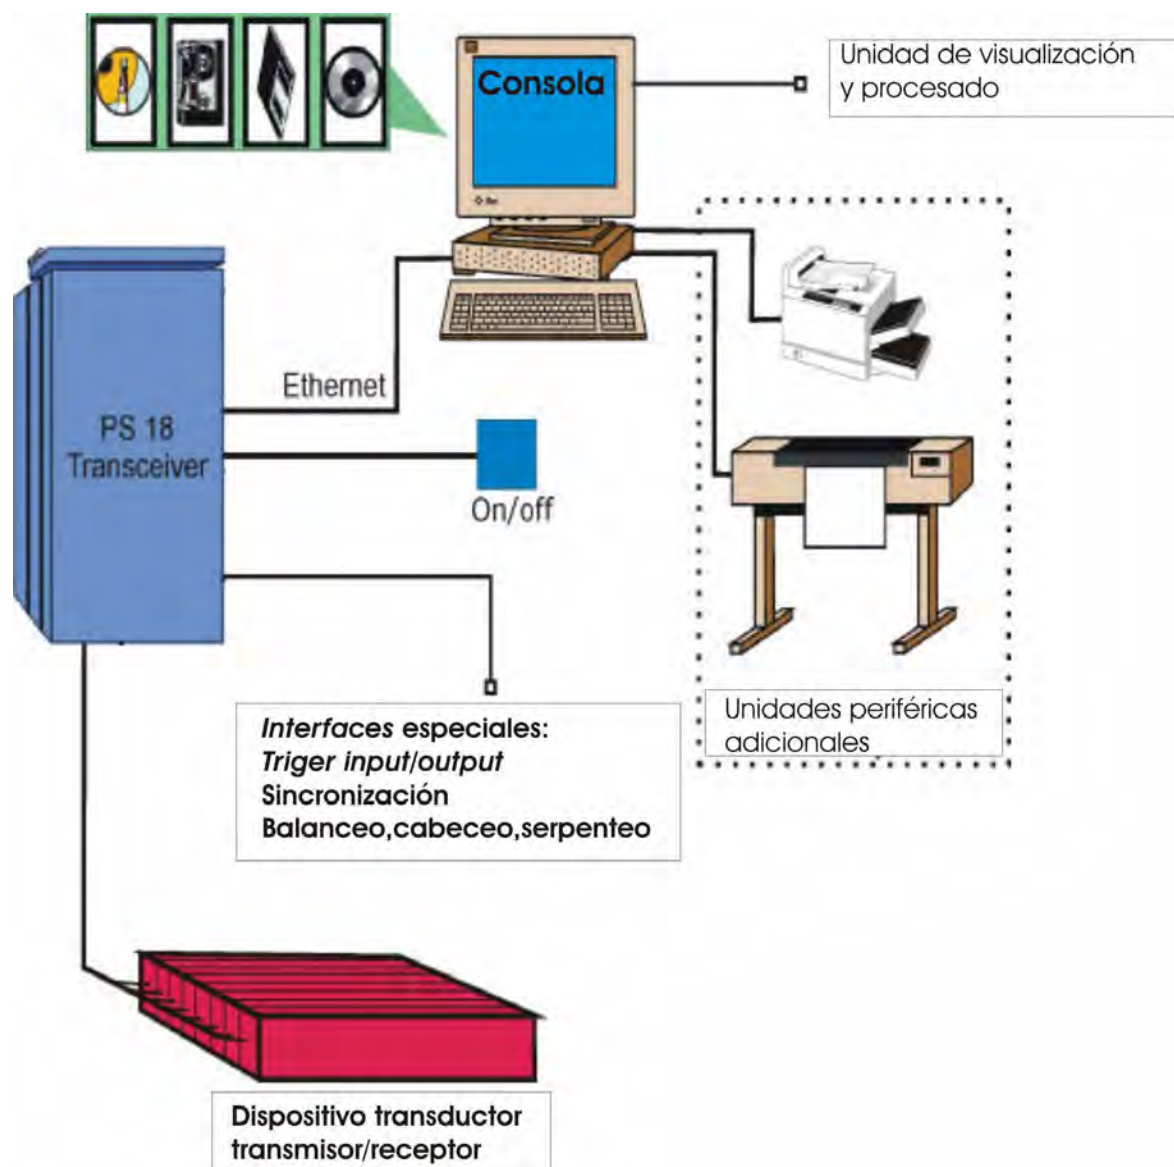 Consola
Unidad de visualización
y procesado
Ethernet
PS 18
Transceiver
On/off
Interfaces especiales:
Triger input/output
Sincronización
Balanceo,cabeceo,serpenteo
Unidades periféricas
adicionales
Dispositivo transductor
transmisor/receptor